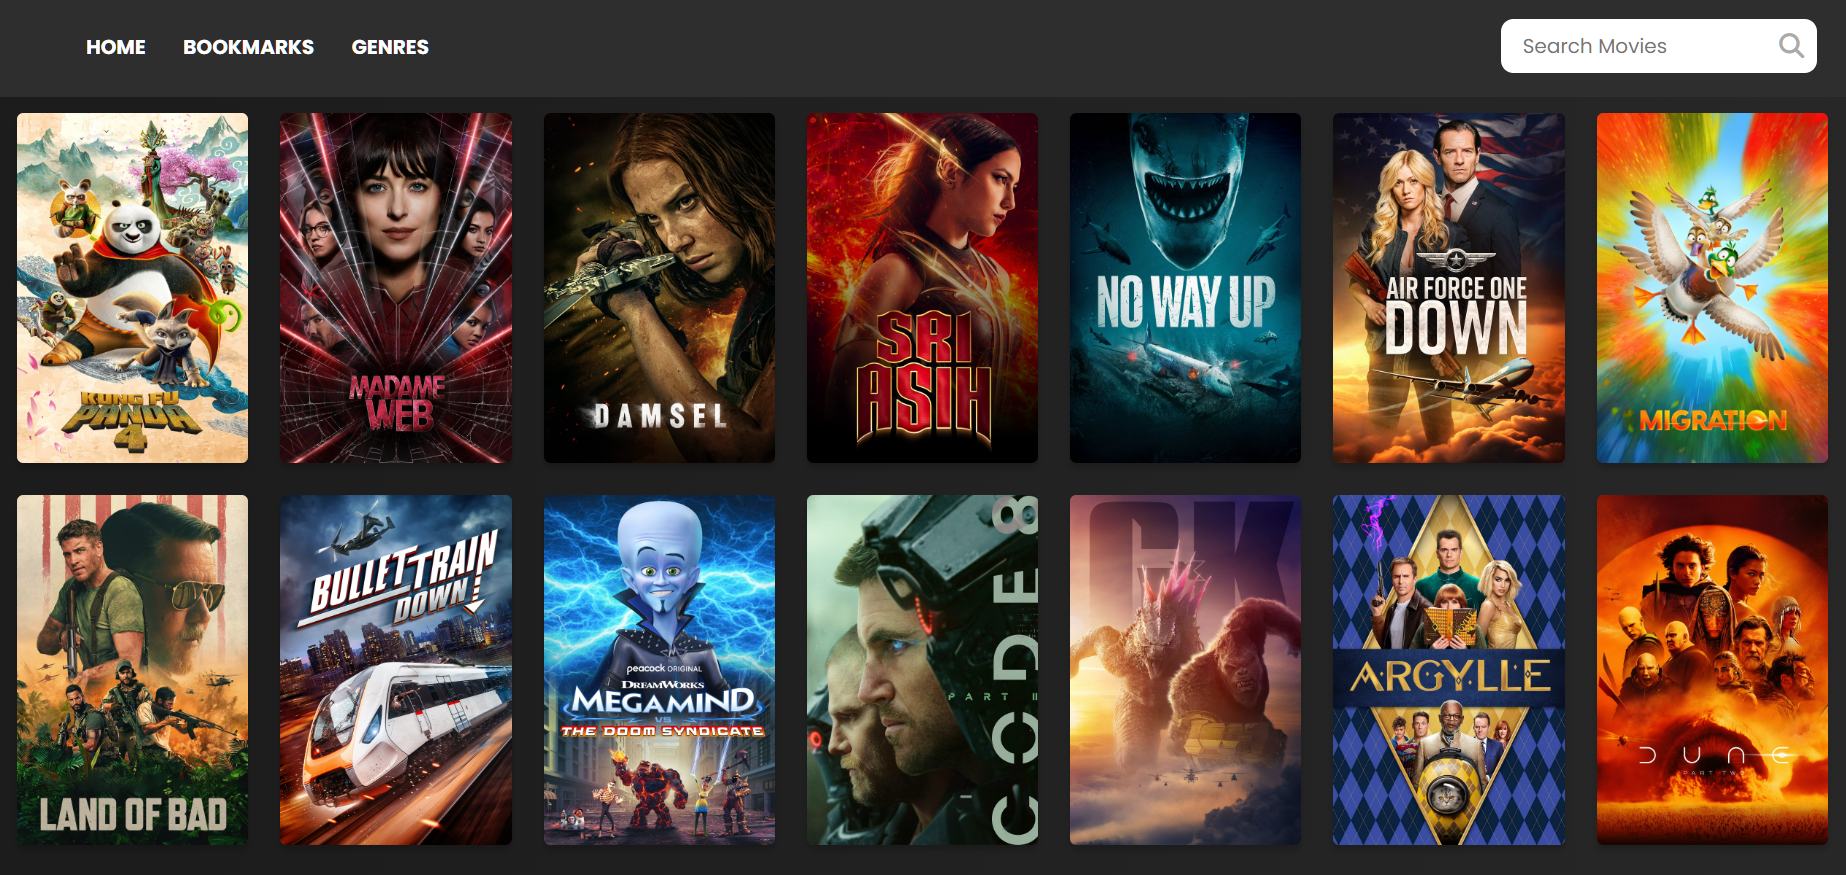 HOME BOOKMARKS GENRES
Search Movies
KUNG FU
PANDA
4
MADAME
WEB
DAMSEL
SRI
ASIH
NO WAY UP
AIR FORCE ONE
DOWN
MIGRATION
LAND OF BAD
BULLET TRAIN
DOWN
peacock ORIGINAL
DREAMWORKS
MEGAMIND
VS
THE DOOM SYNDICATE
CODE 8
PART II
GK
ARGYLLE
DUNE
PART TWO